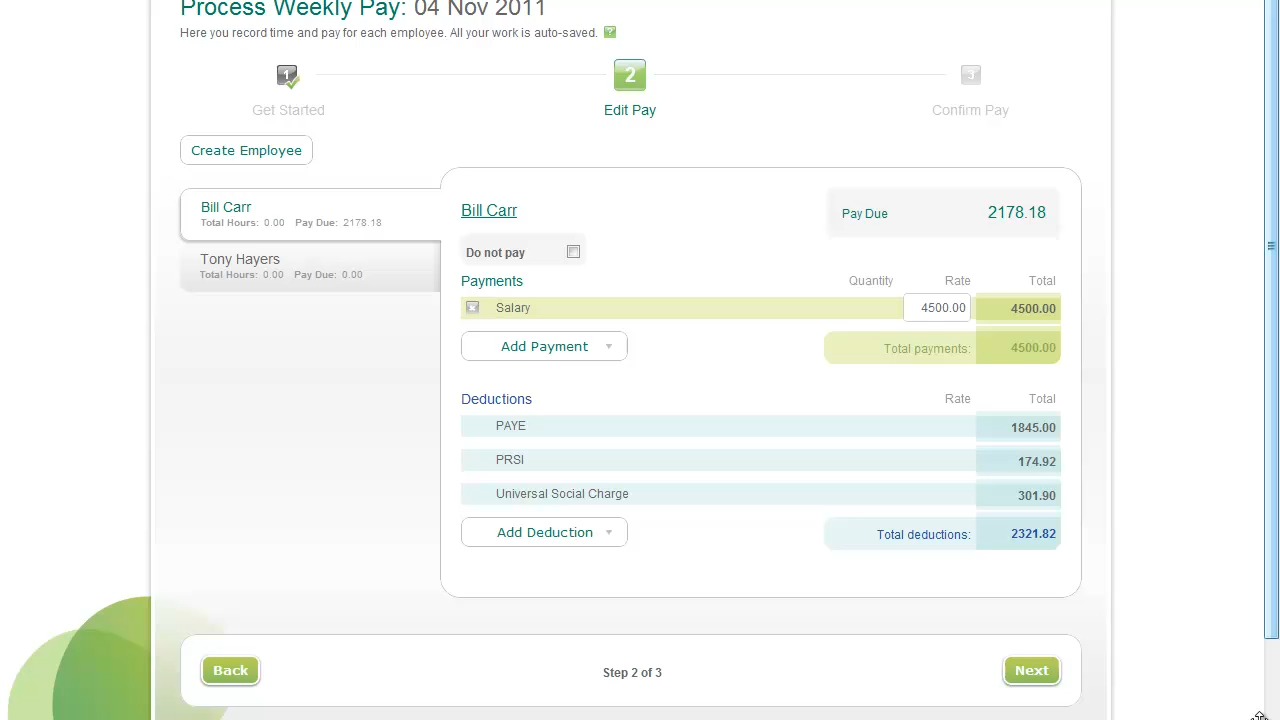 Process Weekly Pay: 04 Nov 2011
Here you record time and pay for each employee. All your work is auto-saved. ?
1 2 3
Get Started Edit Pay Confirm Pay
Create Employee
Bill Carr
Total Hours: 0.00 Pay Due: 2178.18
Tony Hayers
Total Hours: 0.00 Pay Due: 0.00
Bill Carr
Pay Due 2178.18
Do not pay
Payments Quantity Rate Total
Salary 4500.00 4500.00
Add Payment Total payments: 4500.00
Deductions Rate Total
PAYE 1845.00
PRSI 174.92
Universal Social Charge 301.90
Add Deduction Total deductions: 2321.82
Back Step 2 of 3 Next